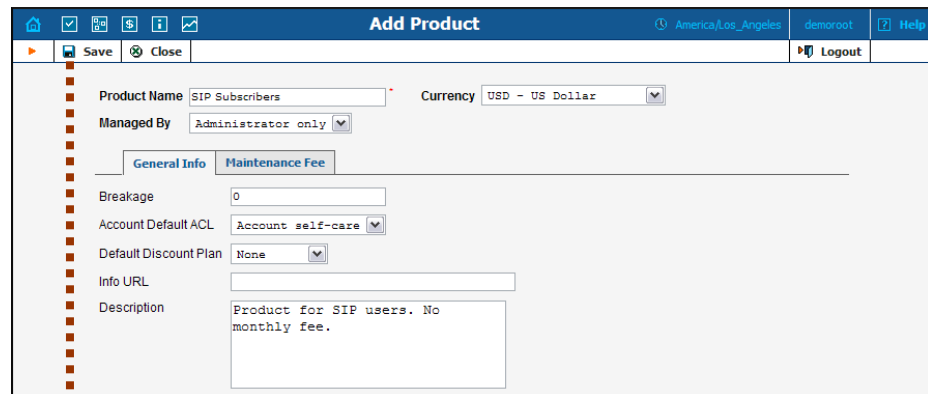 Add Product
America/Los_Angeles
demoroot
Help
Save
Close
Logout
Product Name SIP Subscribers * Currency USD - US Dollar
Managed By Administrator only
General Info Maintenance Fee
Breakage 0
Account Default ACL Account self-care
Default Discount Plan None
Info URL
Description Product for SIP users. No
monthly fee.